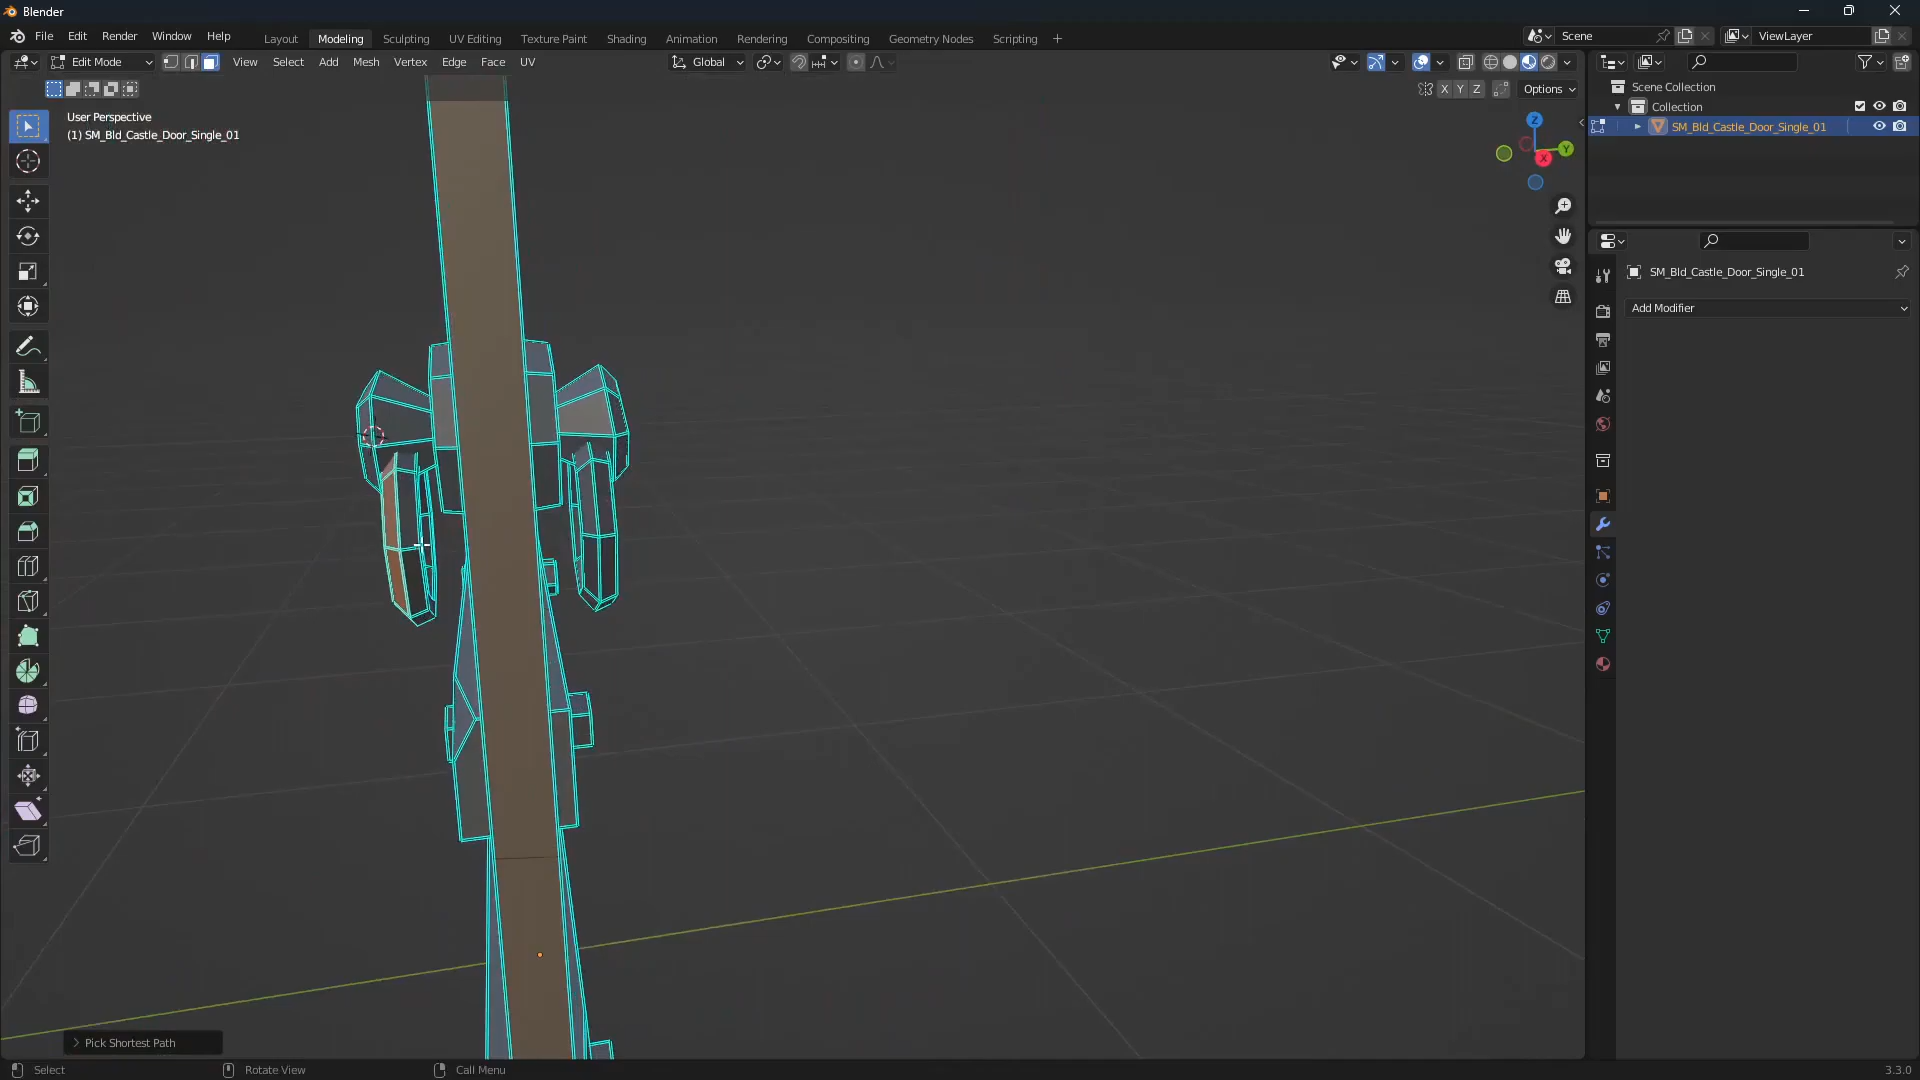 Blender
File Edit Render Window Help
Layout Modeling Sculpting UV Editing Texture Paint Shading Animation Rendering Compositing Geometry Nodes Scripting +
Scene
ViewLayer
Edit Mode View Select Add Mesh Vertex Edge Face UV
Global
X Y Z
Options
User Perspective
(1) SM_Bld_Castle_Door_Single_01
Z
Y
X
Scene Collection
Collection
SM_Bld_Castle_Door_Single_01
SM_Bld_Castle_Door_Single_01
Add Modifier
Pick Shortest Path
Select
Rotate View
Call Menu
3.3.0